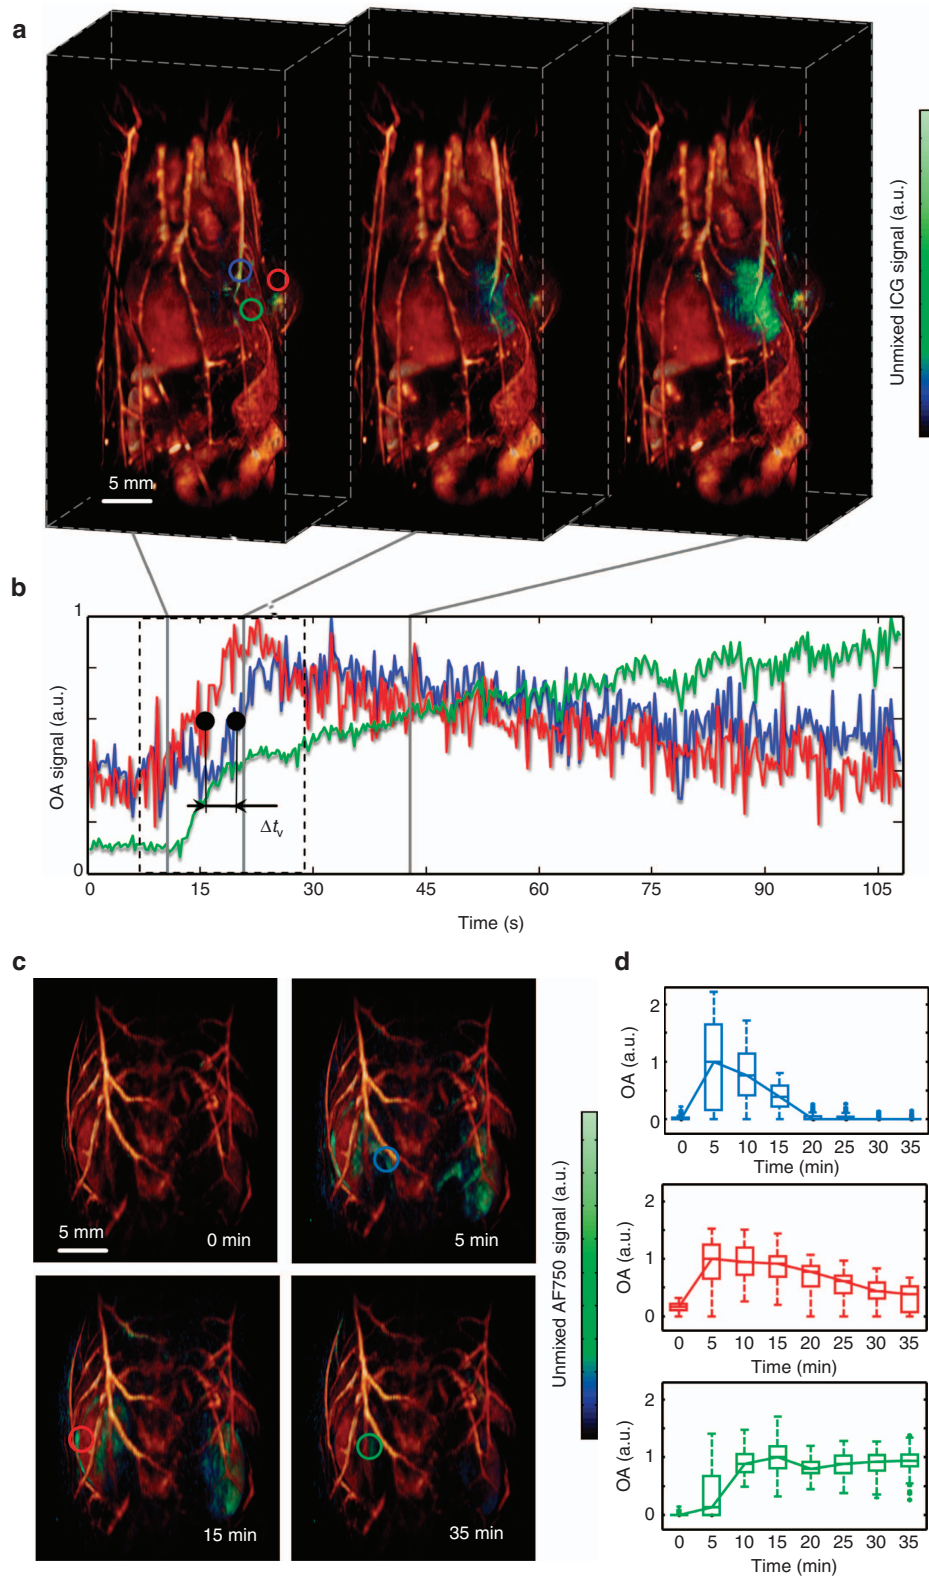 a
Unmixed ICG signal (a.u.)
5 mm
b
1
OA signal (a.u.)
Δtv
0
0 15 30 45 60 75 90 105
Time (s)
c
0 min
5 mm
5 min
15 min
35 min
Unmixed AF750 signal (a.u.)
d
2
OA (a.u.)
1
0
0 5 10 15 20 25 30 35
Time (min)
2
OA (a.u.)
1
0
0 5 10 15 20 25 30 35
Time (min)
2
OA (a.u.)
1
0
0 5 10 15 20 25 30 35
Time (min)